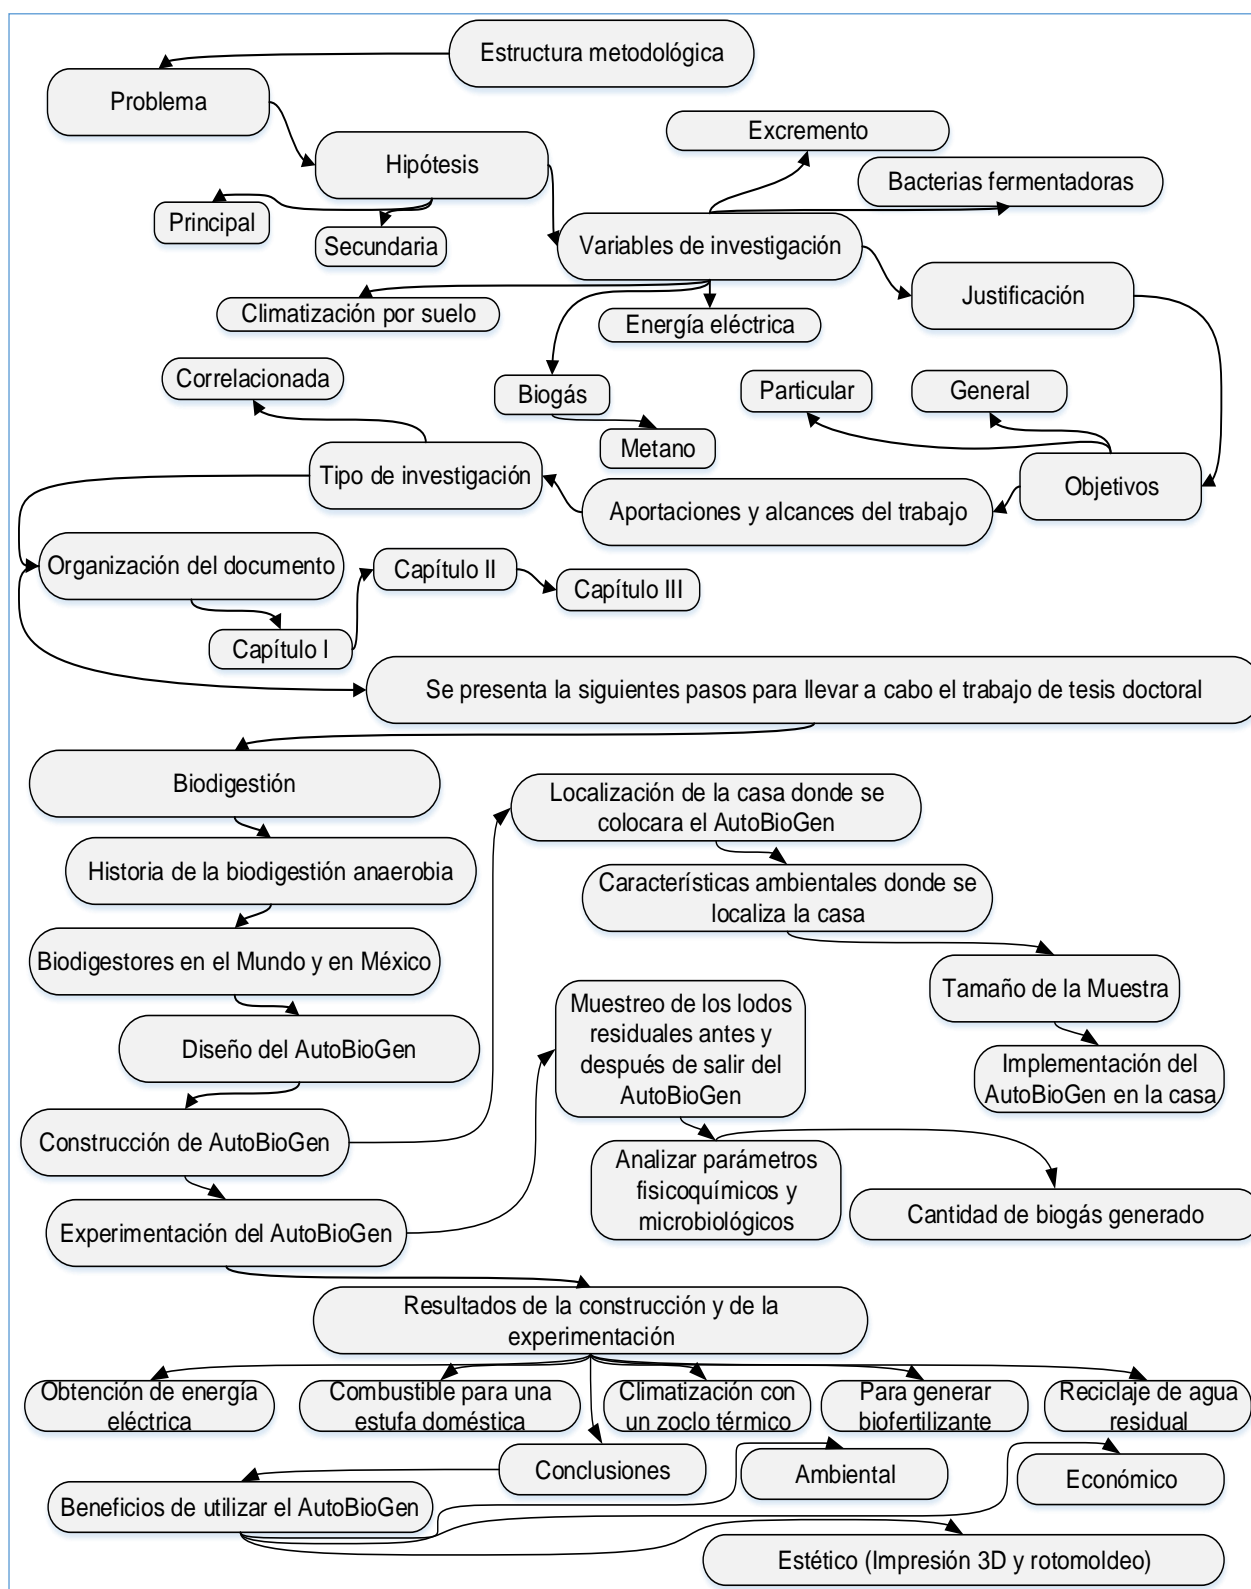 Estructura metodológica
Problema
Excremento
Hipótesis
Bacterias fermentadoras
Principal
Secundaria
Variables de investigación
Justificación
Climatización por suelo
Energía eléctrica
Correlacionada
Biogás
Particular
General
Metano
Tipo de investigación
Objetivos
Aportaciones y alcances del trabajo
Organización del documento
Capítulo II
Capítulo III
Capítulo I
Se presenta la siguientes pasos para llevar a cabo el trabajo de tesis doctoral
Biodigestión
Localización de la casa donde se
colocara el AutoBioGen
Historia de la biodigestión anaerobia
Características ambientales donde se
localiza la casa
Biodigestores en el Mundo y en México
Tamaño de la Muestra
Muestreo de los lodos
residuales antes y
después de salir del
AutoBioGen
Diseño del AutoBioGen
Implementación del
AutoBioGen en la casa
Construcción de AutoBioGen
Analizar parámetros
fisicoquímicos y
microbiológicos
Cantidad de biogás generado
Experimentación del AutoBioGen
Resultados de la construcción y de la
experimentación
Obtención de energía
eléctrica
Combustible para una
estufa doméstica
Climatización con
un zoclo térmico
Para generar
biofertilizante
Reciclaje de agua
residual
Conclusiones
Ambiental
Económico
Beneficios de utilizar el AutoBioGen
Estético (Impresión 3D y rotomoldeo)